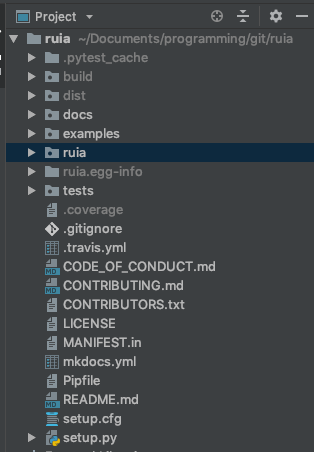 Project
ruia ~/Documents/programming/git/ruia
.pytest_cache
build
dist
docs
examples
ruia
ruia.egg-info
tests
.coverage
.gitignore
.travis.yml
CODE_OF_CONDUCT.md
CONTRIBUTING.md
CONTRIBUTORS.txt
LICENSE
MANIFEST.in
mkdocs.yml
Pipfile
README.md
setup.cfg
setup.py